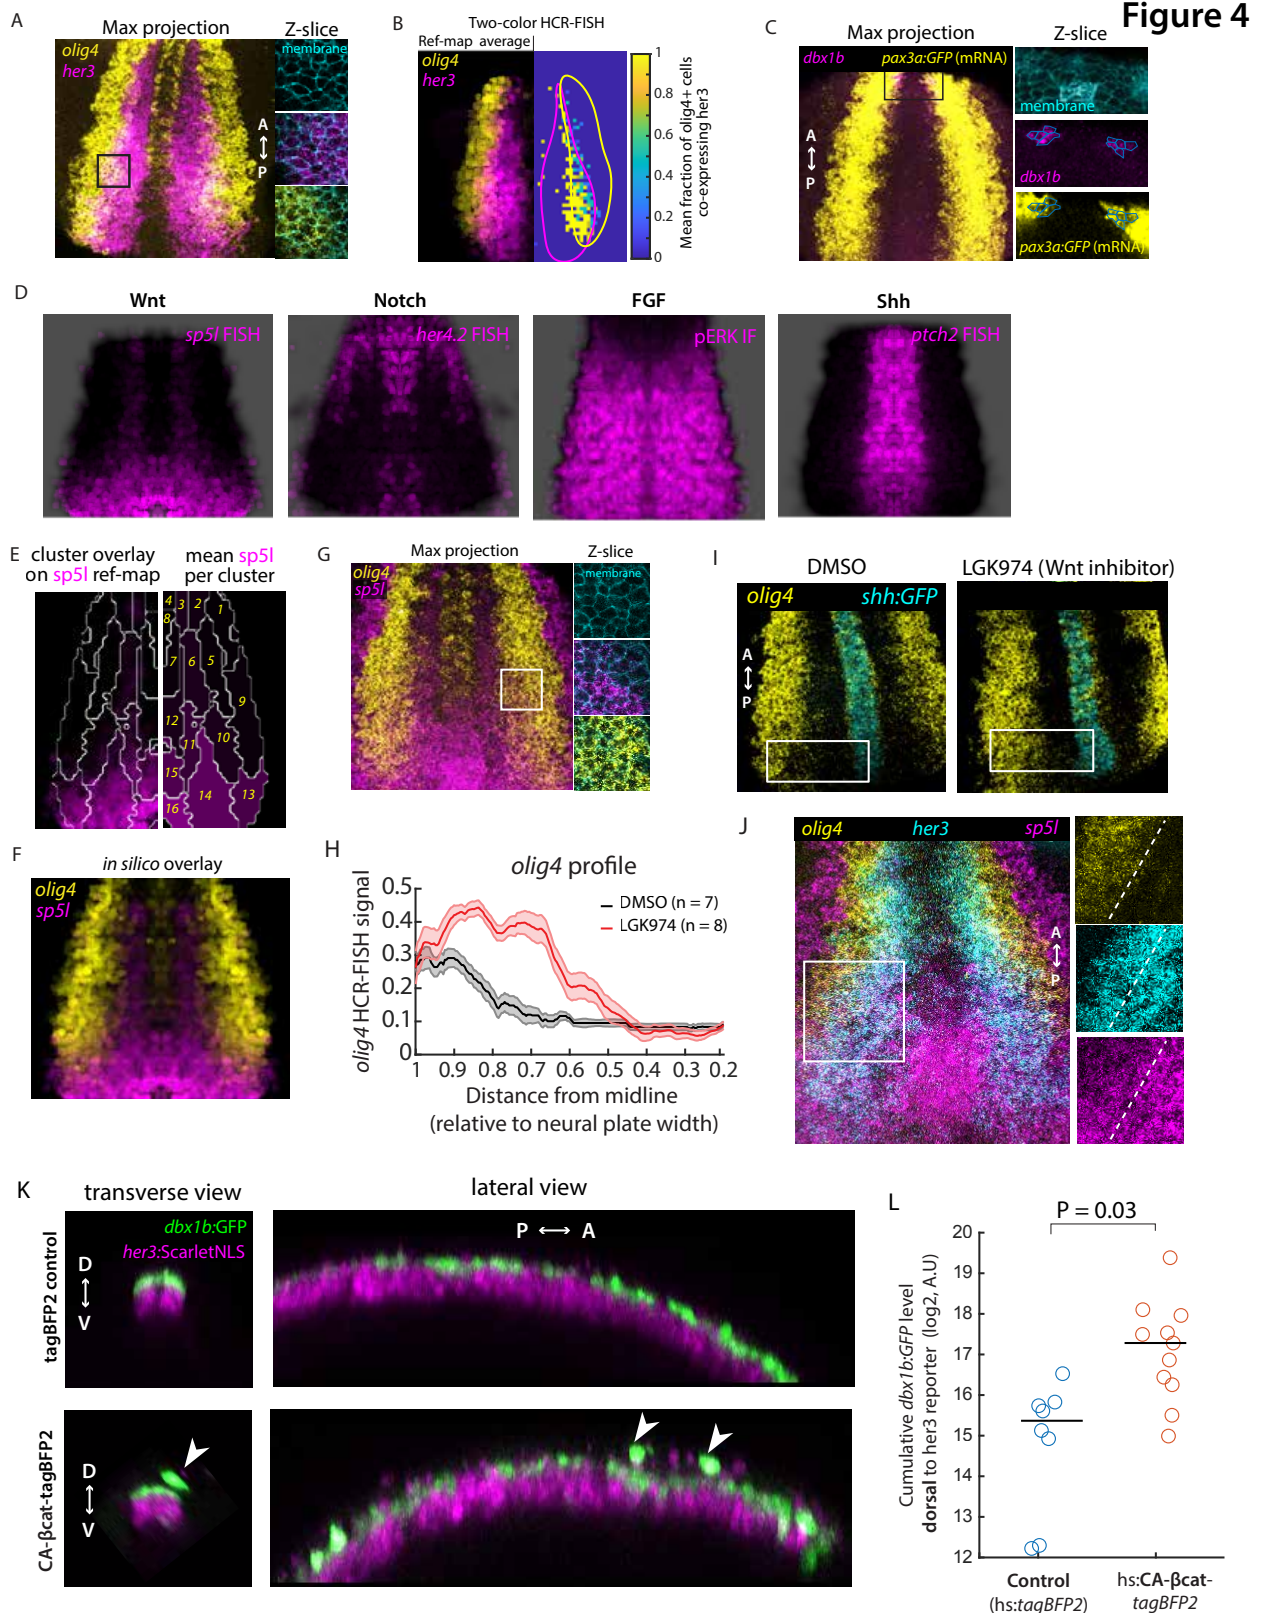 Figure 4
A
Max projection
Z-slice
olig4
her3
membrane
A
P
B
Two-color HCR-FISH
Ref-map average
olig4
her3
1
0.8
0.6
0.4
0.2
0
Mean fraction of olig4+ cells
co-expressing her3
C
Max projection
Z-slice
dbx1b
pax3a:GFP (mRNA)
A
P
membrane
dbx1b
pax3a:GFP (mRNA)
D
Wnt
Notch
FGF
Shh
sp5l FISH
her4.2 FISH
pERK IF
ptch2 FISH
E
cluster overlay
on sp5l ref-map
mean sp5l
per cluster
4
3
2
1
8
7
6
5
9
12
11
10
15
14
13
16
F
in silico overlay
olig4
sp5l
G
Max projection
Z-slice
olig4
sp5l
membrane
H
olig4 profile
olig4 HCR-FISH signal
0.5
0.4
0.3
0.2
0.1
0
DMSO (n = 7)
LGK974 (n = 8)
1 0.9 0.8 0.7 0.6 0.5 0.4 0.3 0.2
Distance from midline
(relative to neural plate width)
I
DMSO
LGK974 (Wnt inhibitor)
olig4
shh:GFP
A
P
J
olig4
her3
sp5l
A
P
K
transverse view
lateral view
tagBFP2 control
dbx1b:GFP
her3:ScarletNLS
D
V
P
A
CA-βcat-tagBFP2
D
V
L
P = 0.03
Cumulative dbx1b:GFP level
dorsal to her3 reporter (log2, A.U)
20
19
18
17
16
15
14
13
12
Control
(hs:tagBFP2)
hs:CA-βcat-
tagBFP2